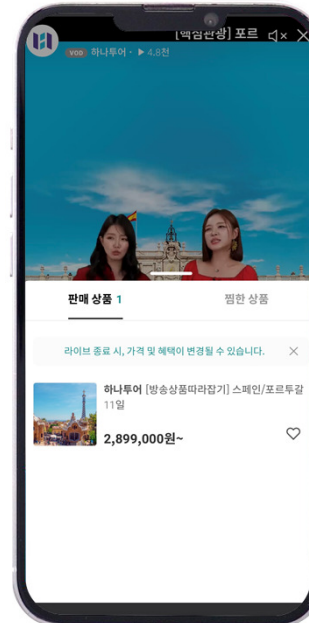 [핵심관광] 포르
VOD 하나투어 · ▶ 4.8천
판매 상품 1
찜한 상품
라이브 종료 시, 가격 및 혜택이 변경될 수 있습니다.
하나투어 [방송상품따라잡기] 스페인/포르투갈
11일
2,899,000원~